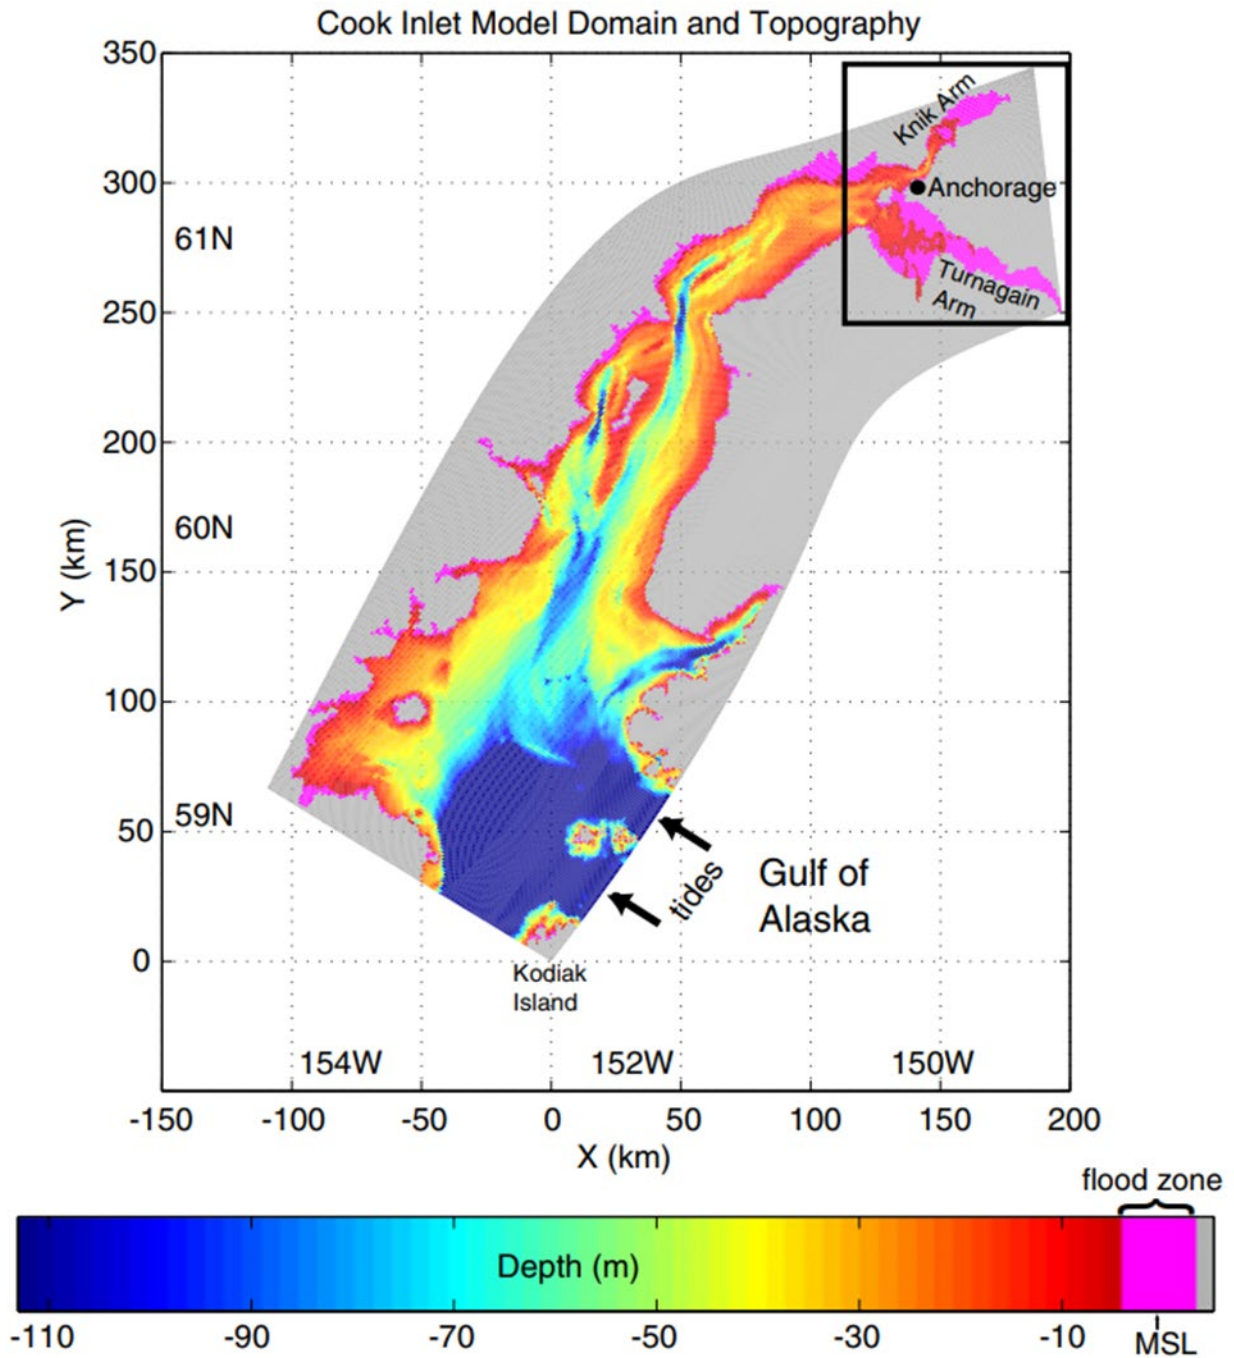 Cook Inlet Model Domain and Topography
350
300
250
200
150
100
50
0
Y (km)
61N
60N
59N
Knik Arm
Anchorage
Turnagain
Arm
tides
Gulf of
Alaska
Kodiak
Island
154W
152W
150W
-150
-100
-50
0
50
100
150
200
X (km)
flood zone
Depth (m)
-110
-90
-70
-50
-30
-10
MSL